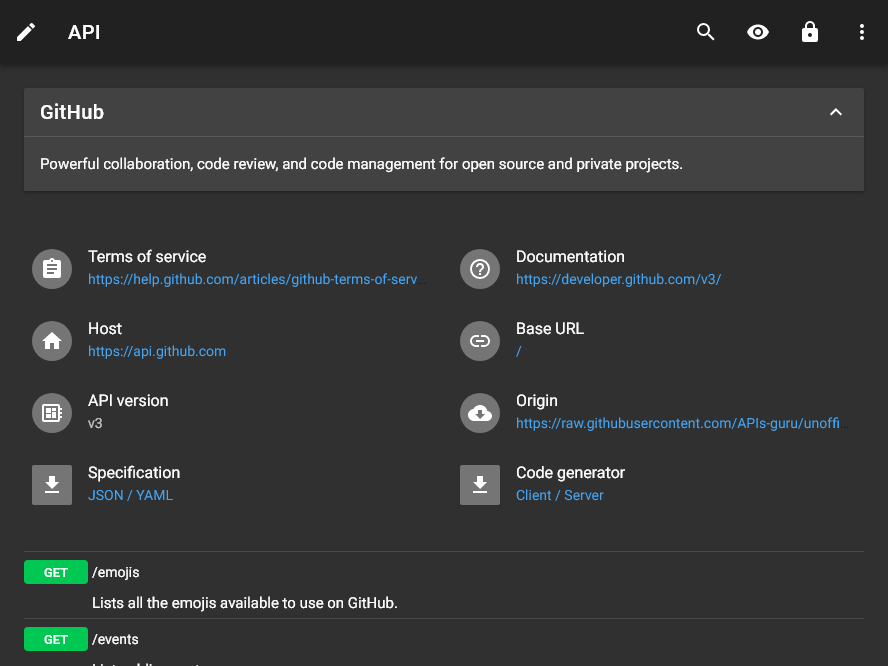 API
GitHub
Powerful collaboration, code review, and code management for open source and private projects.
Terms of service
https://help.github.com/articles/github-terms-of-serv...
Documentation
https://developer.github.com/v3/
Host
https://api.github.com
Base URL
/
API version
v3
Origin
https://raw.githubusercontent.com/APIs-guru/unoffi...
Specification
JSON / YAML
Code generator
Client / Server
GET /emojis
Lists all the emojis available to use on GitHub.
GET /events